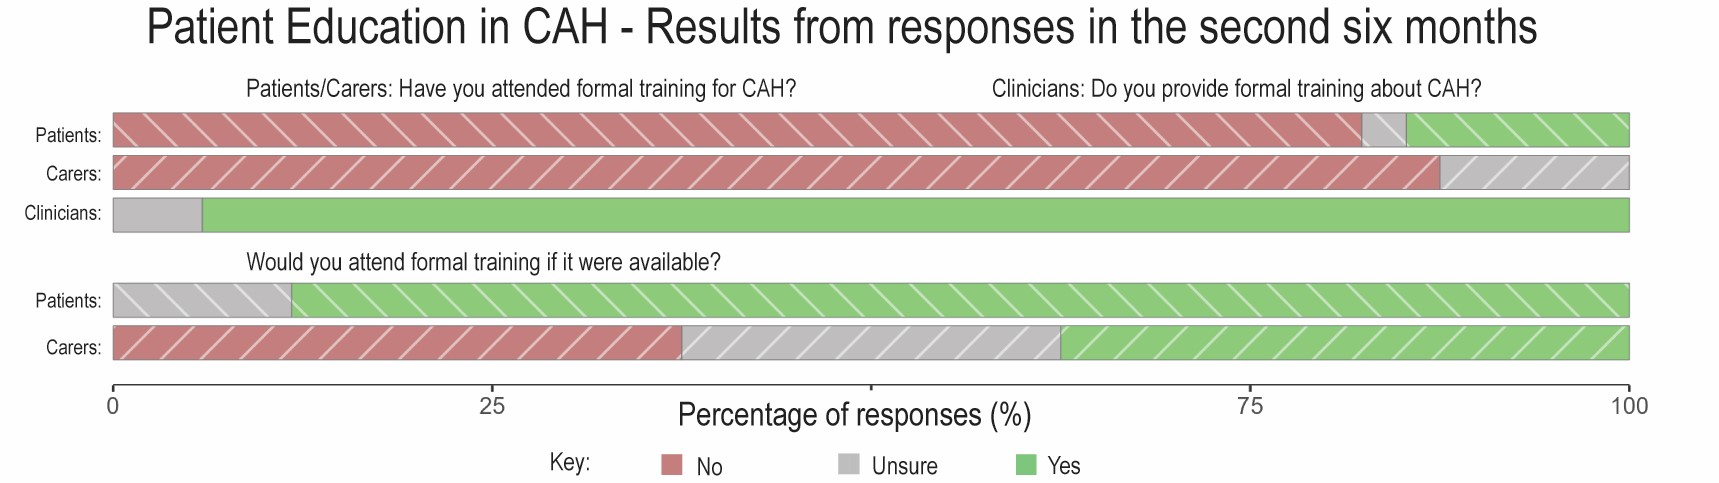 Patient Education in CAH - Results from responses in the second six months
Patients/Carers: Have you attended formal training for CAH? Clinicians: Do you provide formal training about CAH?
Patients:
Carers:
Clinicians:
Would you attend formal training if it were available?
Patients:
Carers:
0 25 75 100
Percentage of responses (%)
Key: No Unsure Yes